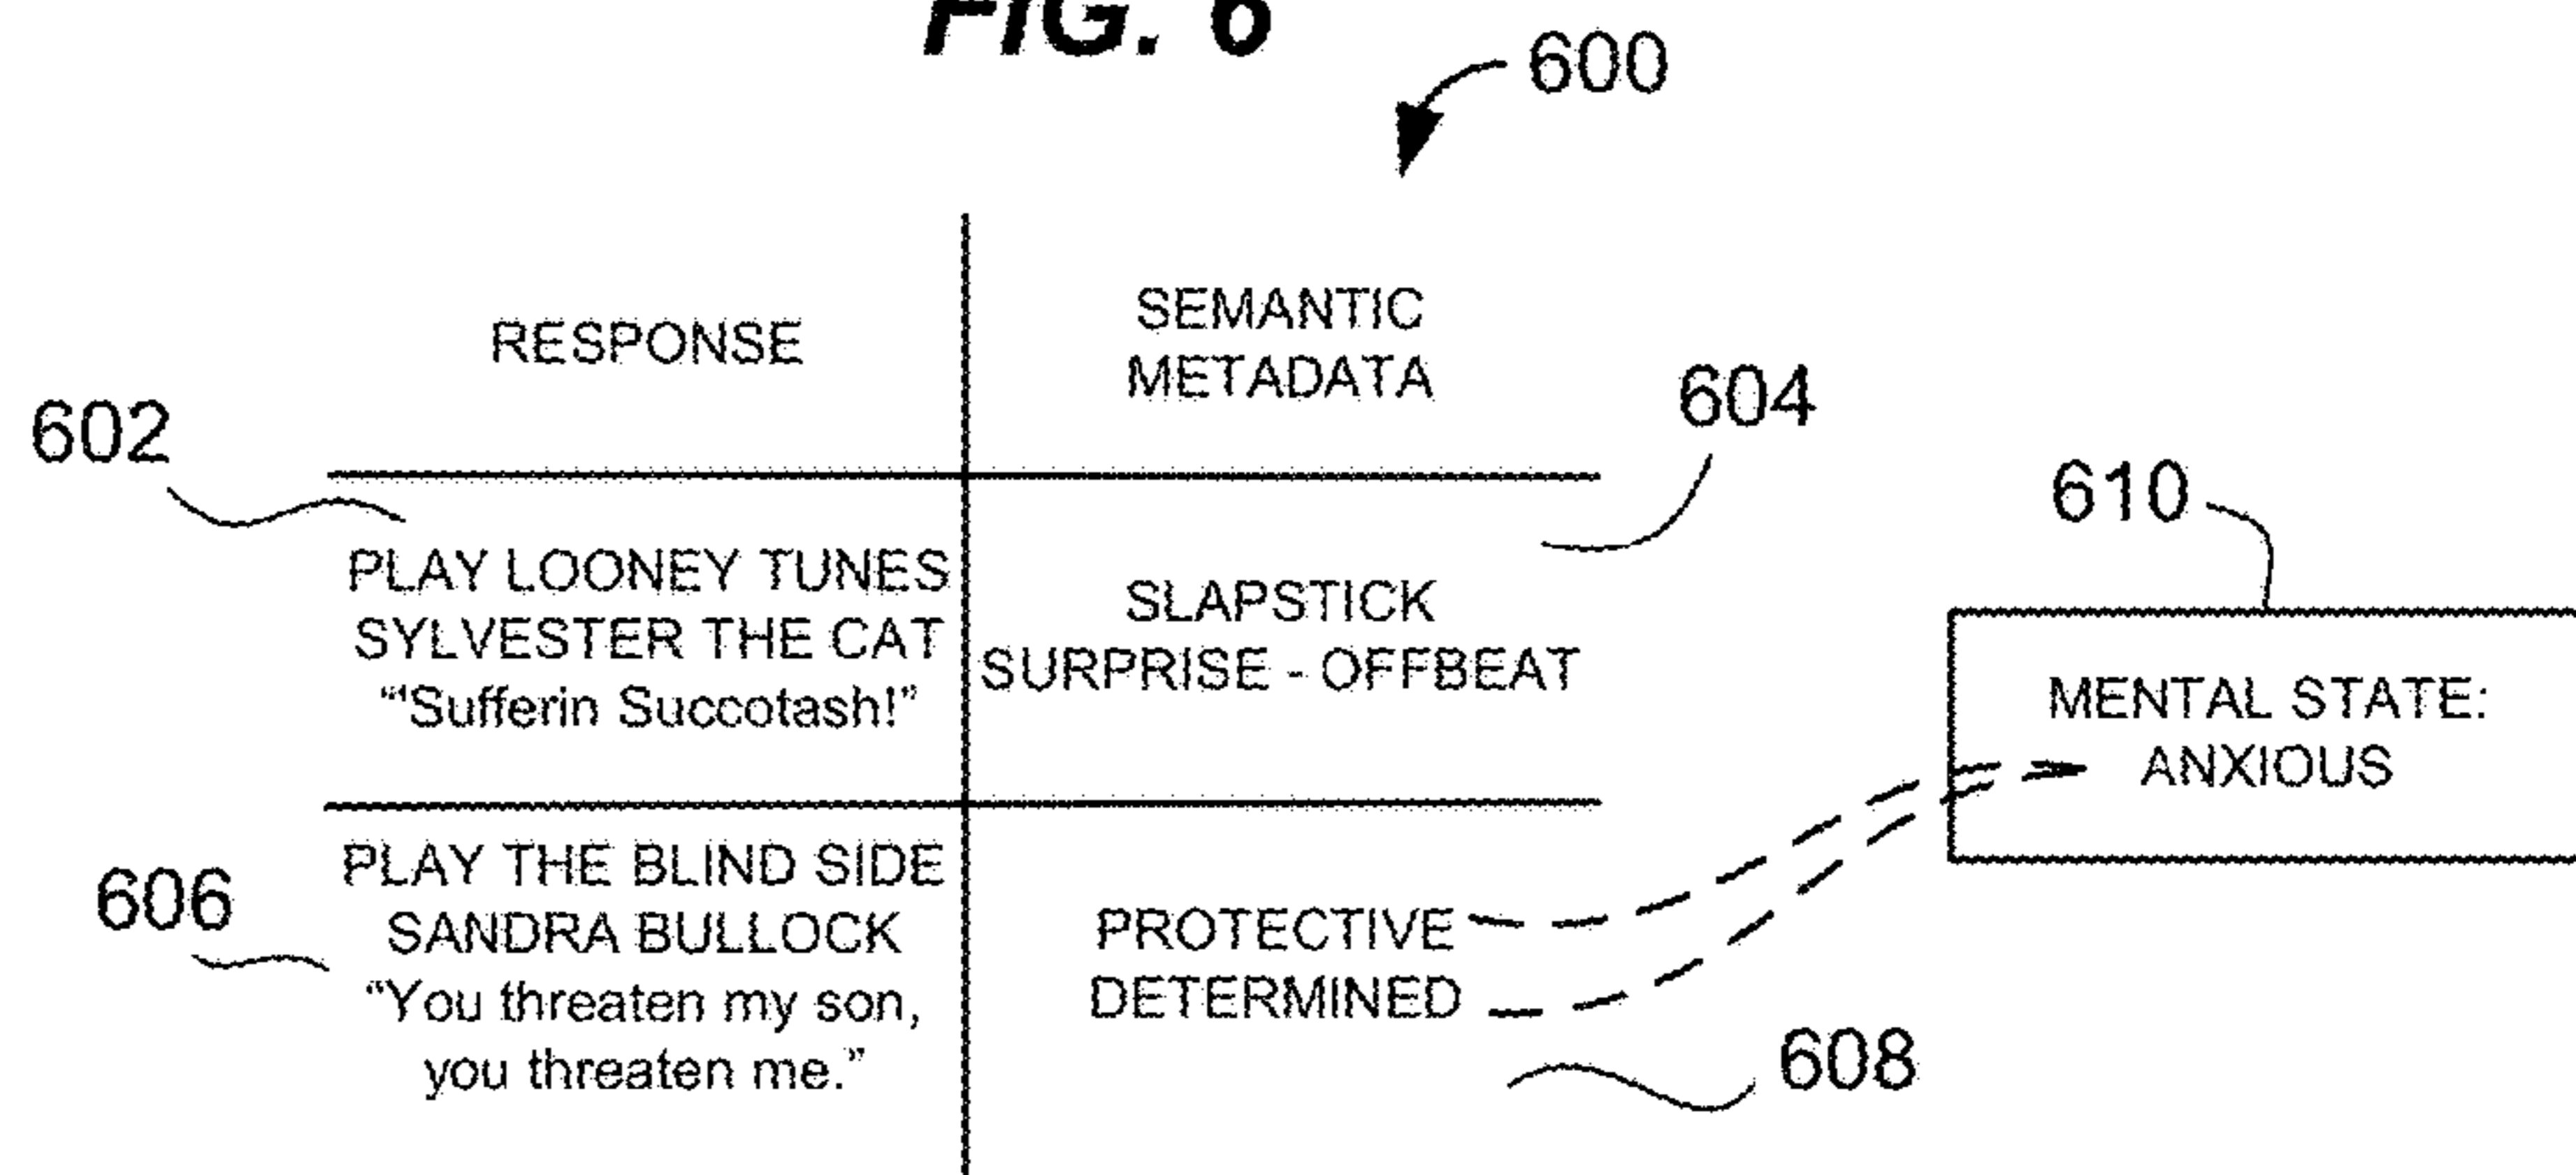 FIG. 6
600
RESPONSE
SEMANTIC
METADATA
602
604
PLAY LOONEY TUNES
SYLVESTER THE CAT
"'Sufferin Succotash!"
SLAPSTICK
SURPRISE - OFFBEAT
610
MENTAL STATE:
ANXIOUS
606
PLAY THE BLIND SIDE
SANDRA BULLOCK
"You threaten my son,
you threaten me."
PROTECTIVE
DETERMINED
608